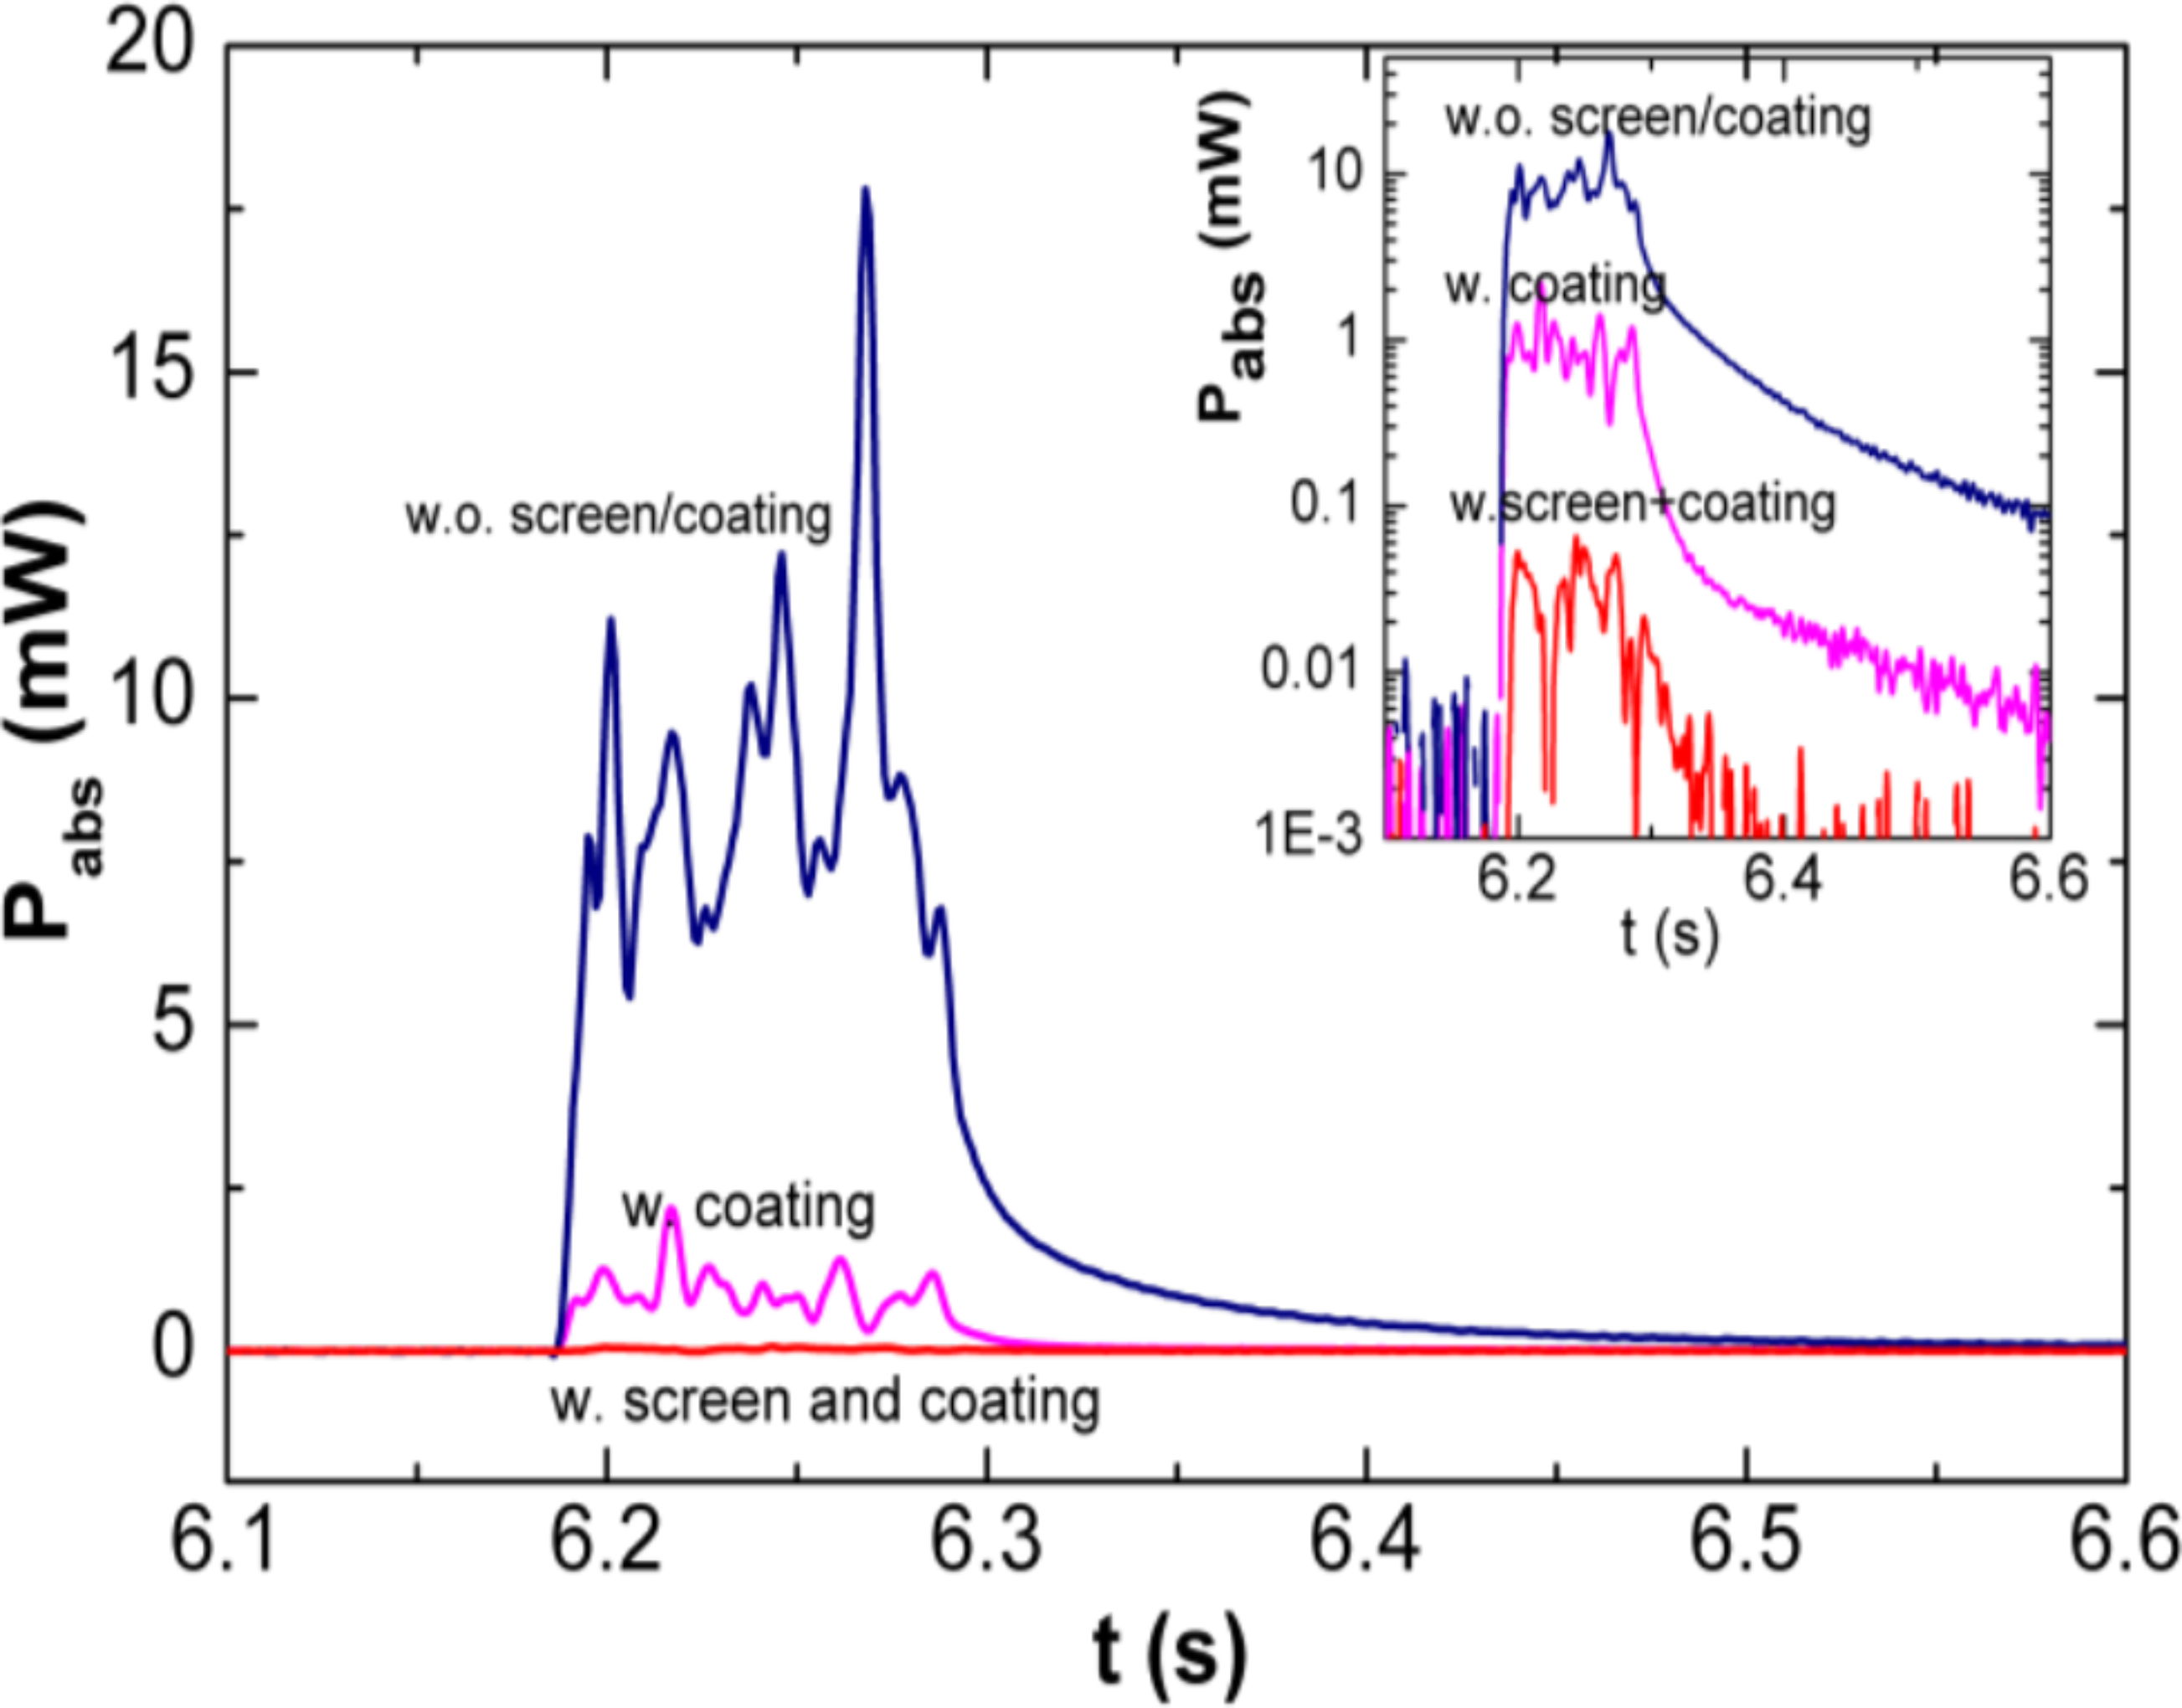 20
15
10
5
0
P abs (mW)
w.o. screen/coating
w. coating
w. screen and coating
6.1
6.2
6.3
6.4
6.5
6.6
t (s)
P abs (mW)
10
1
0.1
0.01
1E-3
w.o. screen/coating
w. coating
w.screen+coating
6.2
6.4
6.6
t (s)